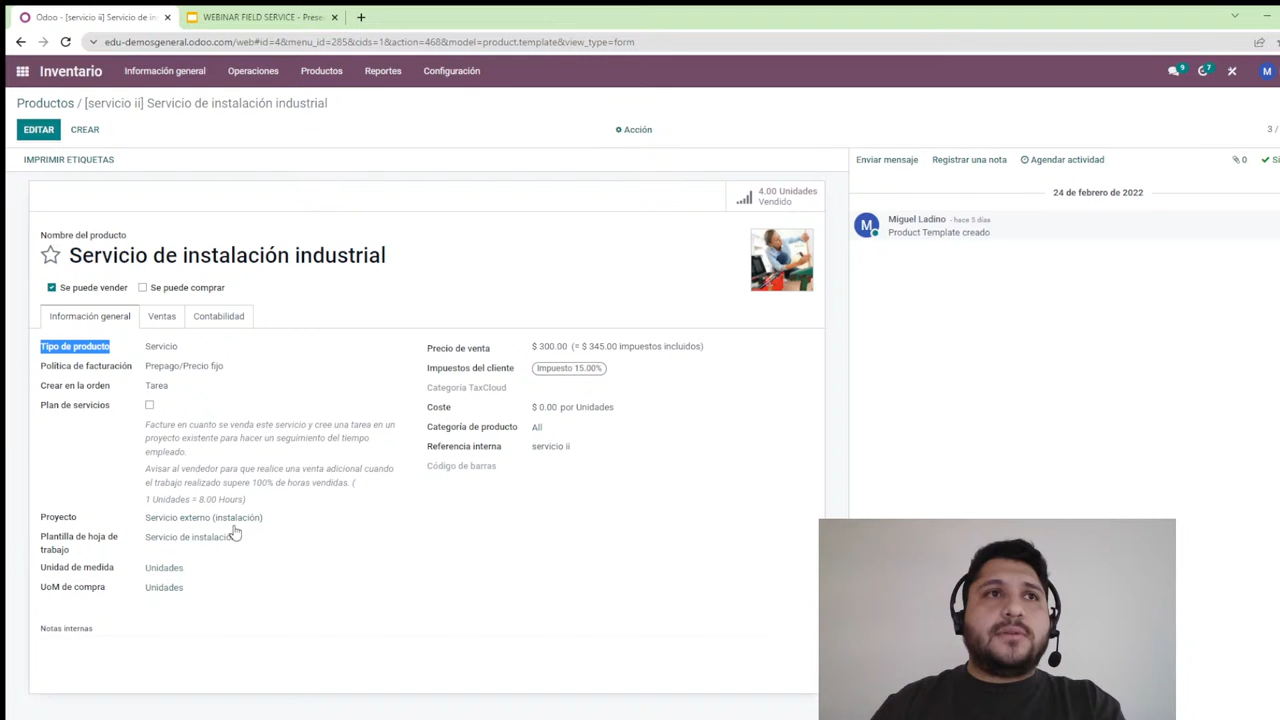 Odoo - [servicio ii] Servicio de in
WEBINAR FIELD SERVICE - Prese
edu-demosgeneral.odoo.com/web#id=4&menu_id=285&cids=1&action=468&model=product.template&view_type=form
Inventario
Información general
Operaciones
Productos
Reportes
Configuración
9
7
M
Productos / [servicio ii] Servicio de instalación industrial
EDITAR
CREAR
Acción
3 /
IMPRIMIR ETIQUETAS
Enviar mensaje
Registrar una nota
Agendar actividad
0
Si
4.00 Unidades
Vendido
24 de febrero de 2022
M
Miguel Ladino - hace 5 días
Product Template creado
Nombre del producto
Servicio de instalación industrial
Se puede vender
Se puede comprar
Información general
Ventas
Contabilidad
Tipo de producto
Servicio
Política de facturación
Prepago/Precio fijo
Crear en la orden
Tarea
Plan de servicios
Facture en cuanto se venda este servicio y cree una tarea en un
proyecto existente para hacer un seguimiento del tiempo
empleado.
Avisar al vendedor para que realice una venta adicional cuando
el trabajo realizado supere 100% de horas vendidas. (
1 Unidades = 8.00 Hours)
Proyecto
Servicio externo (instalación)
Plantilla de hoja de
trabajo
Servicio de instalación
Unidad de medida
Unidades
UoM de compra
Unidades
Precio de venta
$ 300.00 (= $ 345.00 impuestos incluidos)
Impuestos del cliente
Impuesto 15.00%
Categoría TaxCloud
Coste
$ 0.00 por Unidades
Categoría de producto
All
Referencia interna
servicio ii
Código de barras
Notas internas